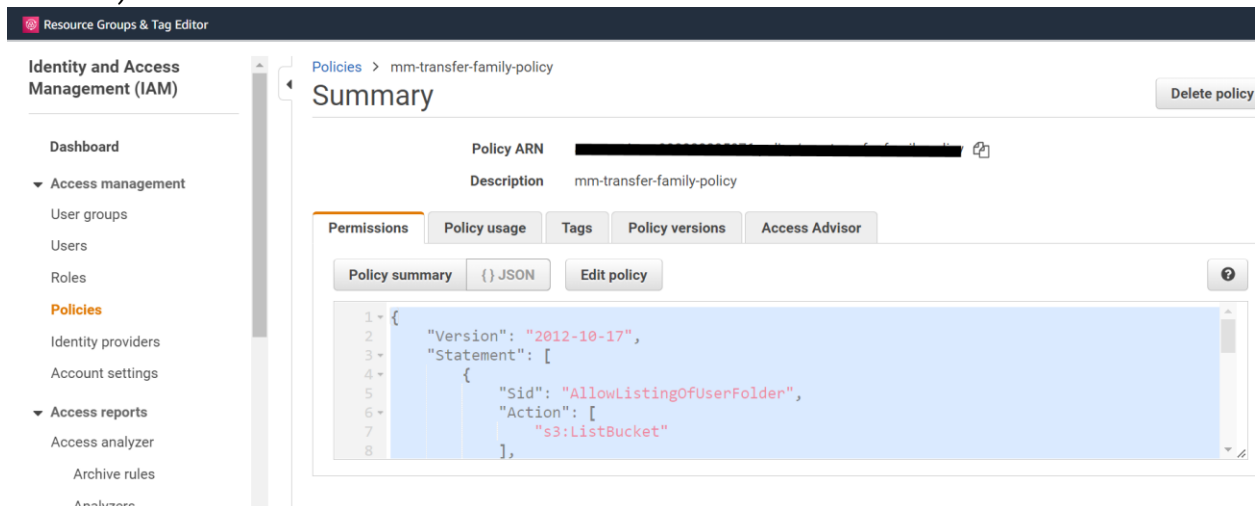 Resource Groups & Tag Editor
Identity and Access
Management (IAM)
Dashboard
Access management
User groups
Users
Roles
Policies
Identity providers
Account settings
Access reports
Access analyzer
Archive rules
Analyzers
Policies > mm-transfer-family-policy
Summary
Delete policy
Policy ARN
Description mm-transfer-family-policy
Permissions Policy usage Tags Policy versions Access Advisor
Policy summary { } JSON Edit policy
1 {
2 "Version": "2012-10-17",
3 "Statement": [
4 {
5 "Sid": "AllowListingOfUserFolder",
6 "Action": [
7 "s3:ListBucket"
8 ],